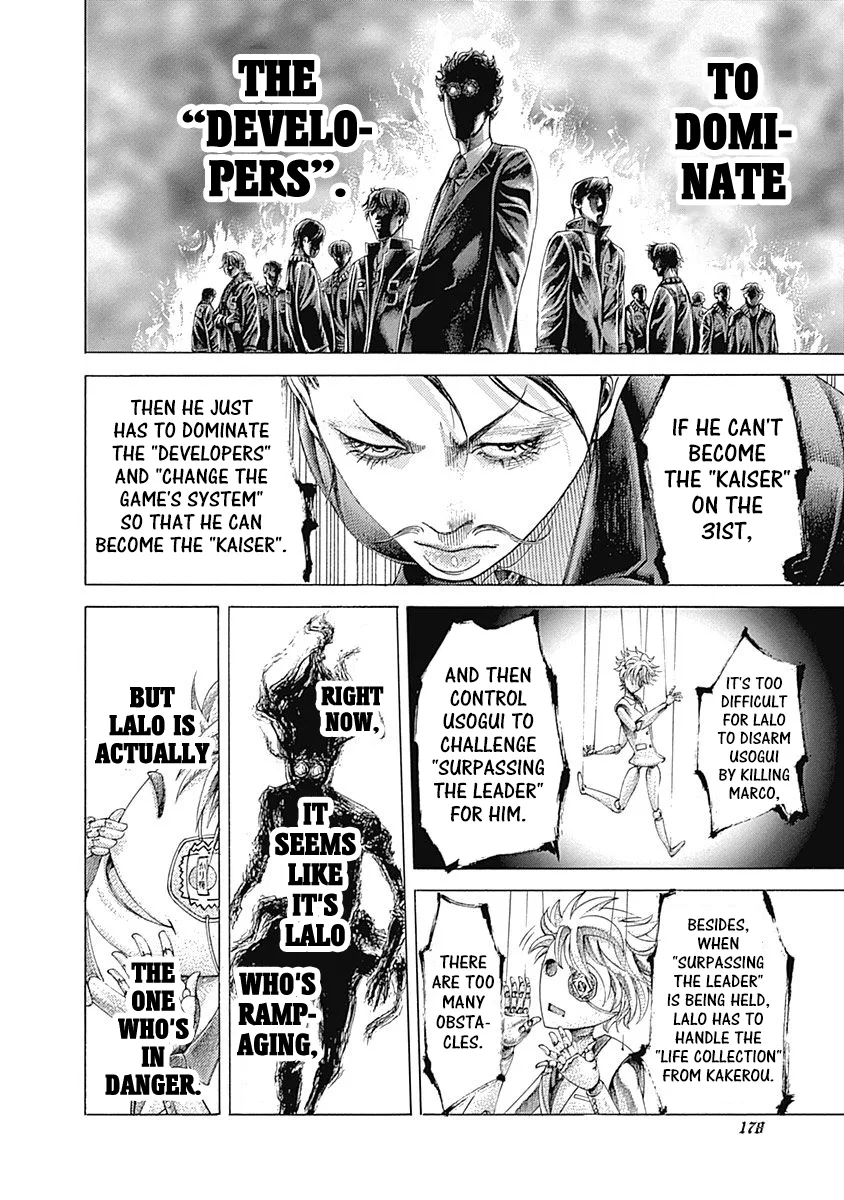 TO
DOMI-
NATE
THE
“DEVELO-
PERS”.
IF HE CAN'T
BECOME
THE "KAISER"
ON THE
31ST,
THEN HE JUST
HAS TO DOMINATE
THE "DEVELOPERS"
AND "CHANGE THE
GAME'S SYSTEM"
SO THAT HE CAN
BECOME THE "KAISER".
IT'S TOO
DIFFICULT
FOR LALO
TO DISARM
USOGUI
BY KILLING
MARCO,
AND THEN
CONTROL
USOGUI TO
CHALLENGE
"SURPASSING
THE LEADER"
FOR HIM.
BESIDES,
WHEN
"SURPASSING
THE LEADER"
IS BEING HELD,
LALO HAS TO
HANDLE THE
"LIFE COLLECTION"
FROM KAKEROU.
THERE
ARE TOO
MANY
OBSTA-
CLES.
RIGHT
NOW,
IT
SEEMS
LIKE
IT'S
LALO
WHO'S
RAMP-
AGING,
BUT
LALO IS
ACTUALLY
THE
ONE
WHO'S
IN
DANGER.
178